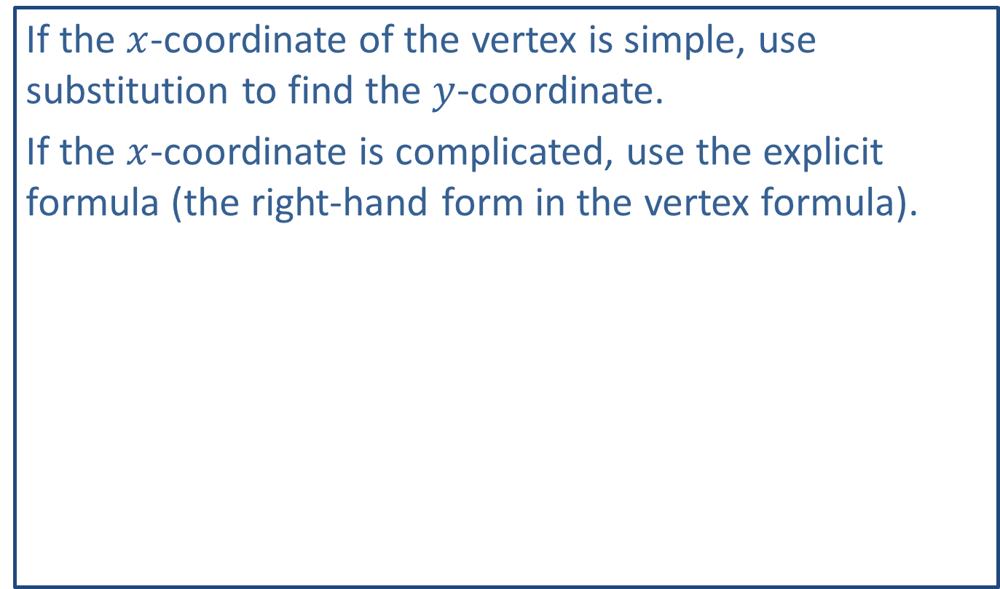 If the x-coordinate of the vertex is simple, use
substitution to find the y-coordinate.
If the x-coordinate is complicated, use the explicit
formula (the right-hand form in the vertex formula).